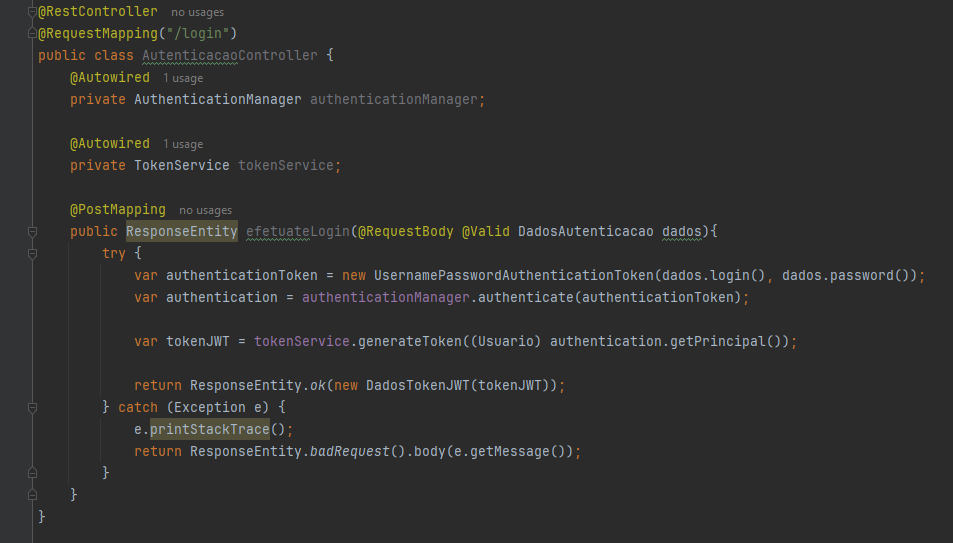 @RestController no usages
@RequestMapping("/login")
public class AutenticacaoController {
@Autowired 1 usage
private AuthenticationManager authenticationManager;
@Autowired 1 usage
private TokenService tokenService;
@PostMapping no usages
public ResponseEntity efetuateLogin(@RequestBody @Valid DadosAutenticacao dados){
try {
var authenticationToken = new UsernamePasswordAuthenticationToken(dados.login(), dados.password());
var authentication = authenticationManager.authenticate(authenticationToken);
var tokenJWT = tokenService.generateToken((Usuario) authentication.getPrincipal());
return ResponseEntity.ok(new DadosTokenJWT(tokenJWT));
} catch (Exception e) {
e.printStackTrace();
return ResponseEntity.badRequest().body(e.getMessage());
}
}
}